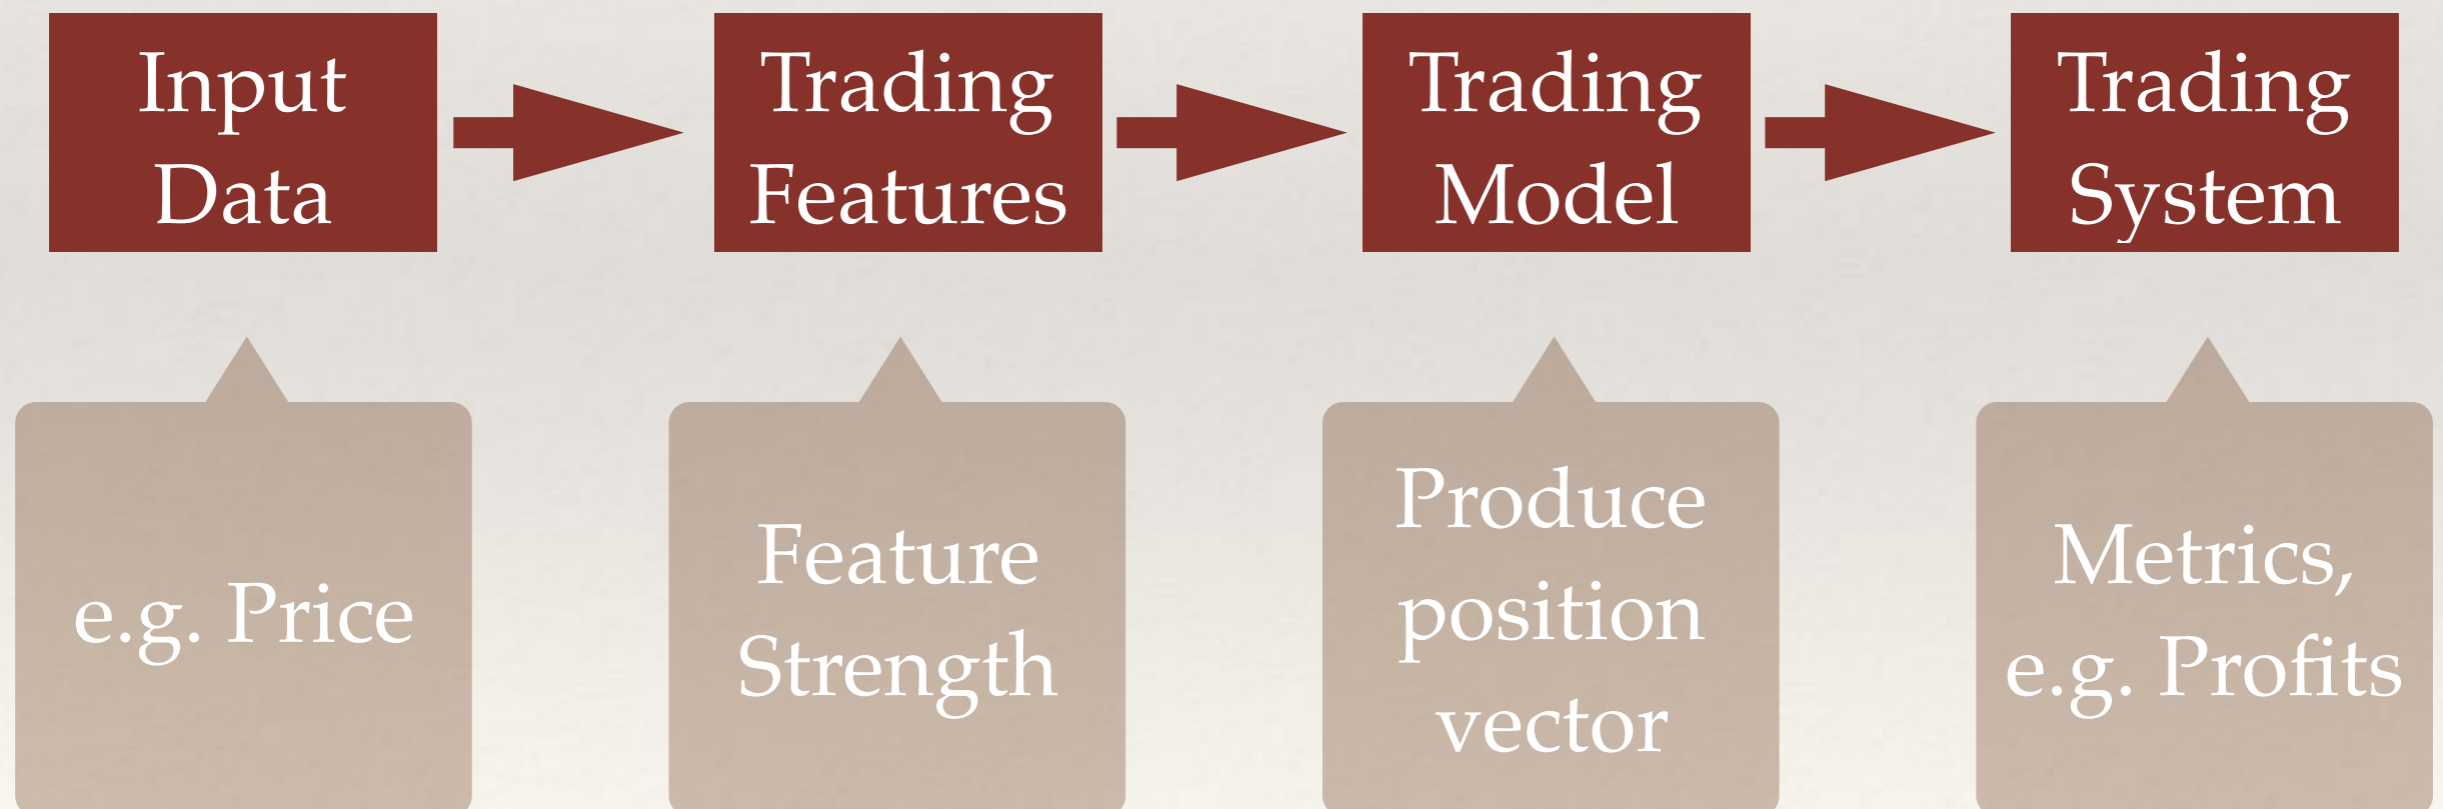 Input
Data
Trading
Features
Trading
Model
Trading
System
e.g. Price
Feature
Strength
Produce
position
vector
Metrics,
e.g. Profits